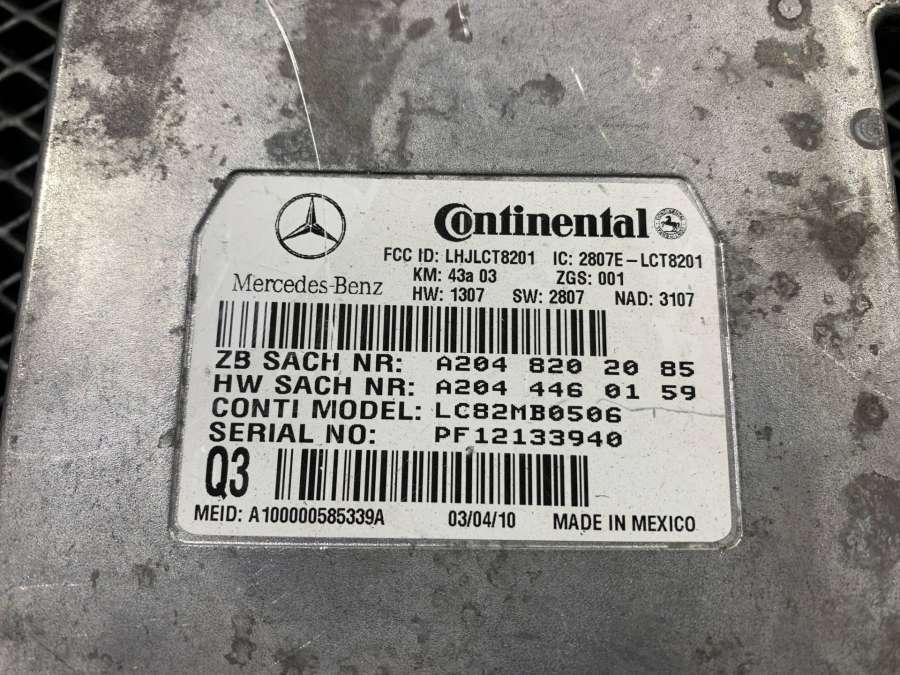 Continental
FCC ID: LHJLCT8201 IC: 2807E-LCT8201
KM: 43a 03 ZGS: 001
Mercedes-Benz
HW: 1307 SW: 2807 NAD: 3107
ZB SACH NR: A204 820 20 85
HW SACH NR: A204 446 01 59
CONTI MODEL: LC82MB0506
SERIAL NO: PF12133940
Q3
MEID: A100000585339A 03/04/10 MADE IN MEXICO